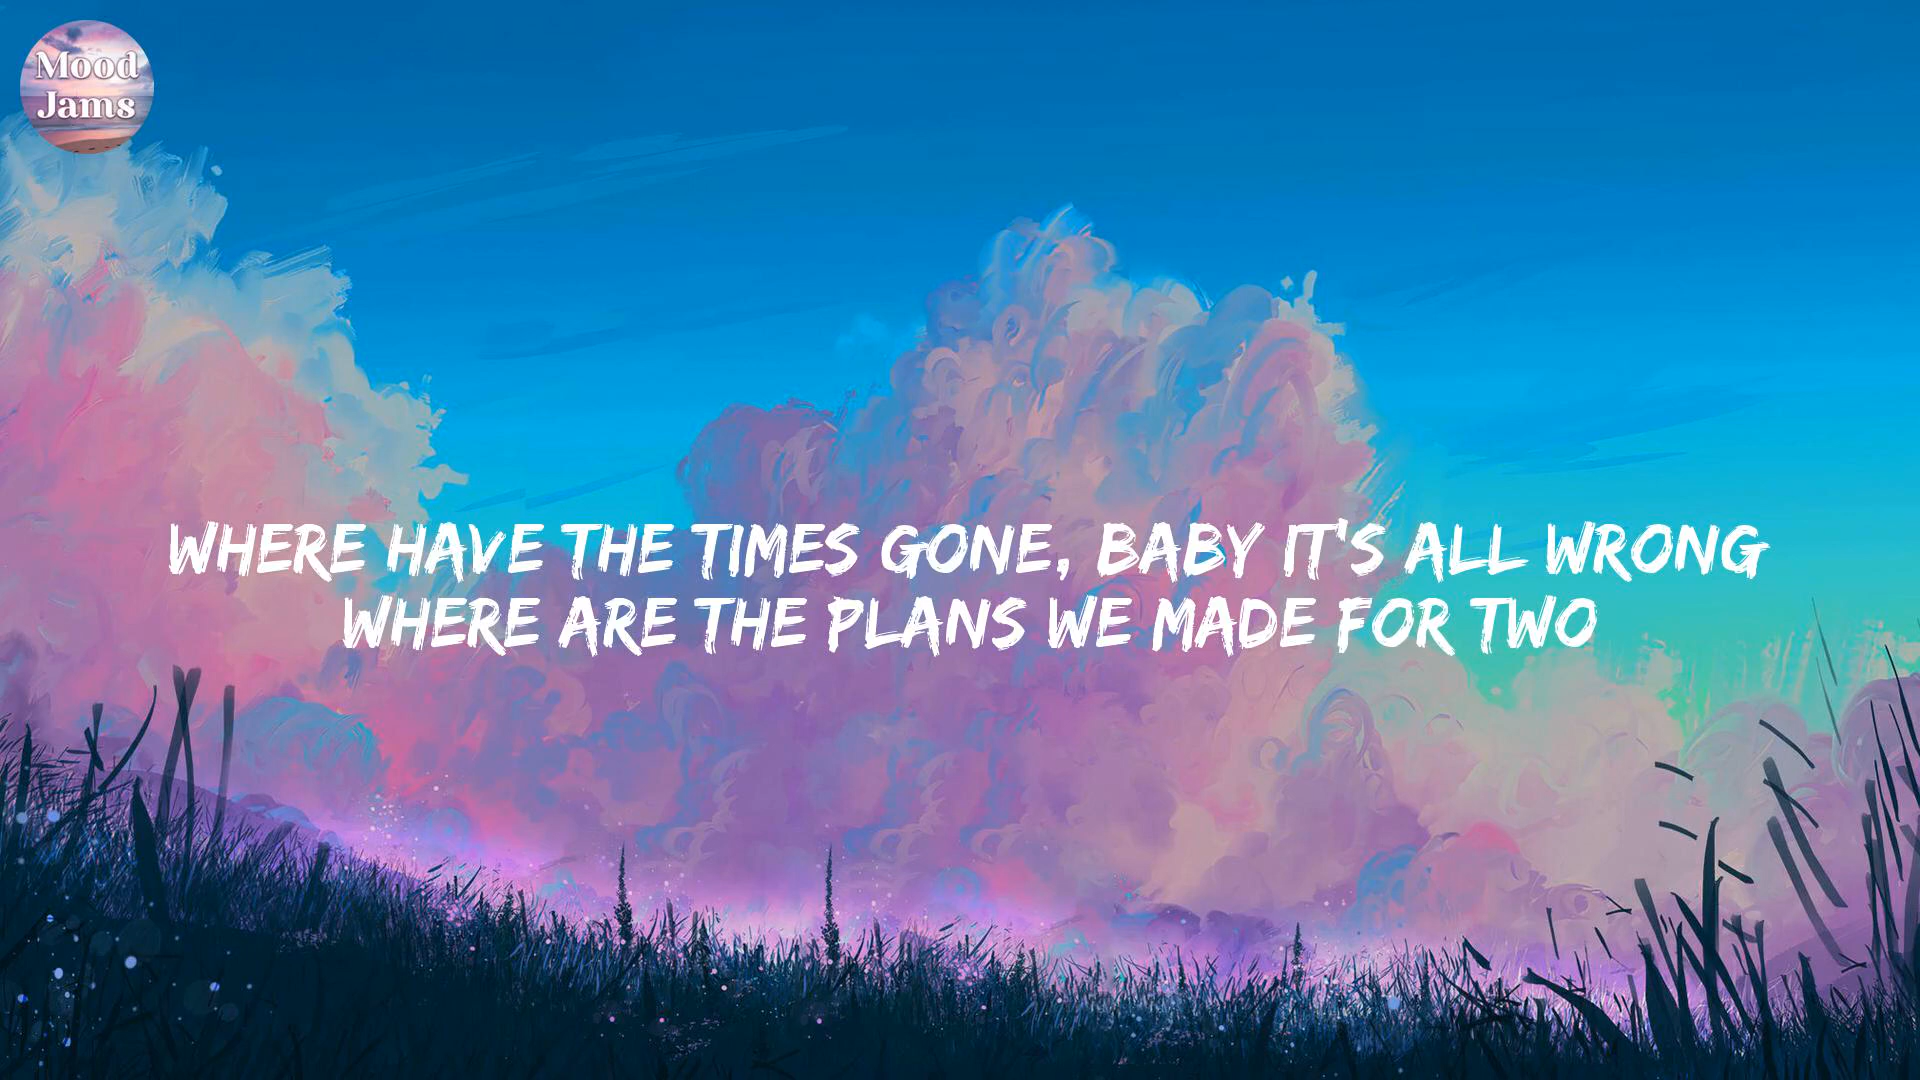 Mood
Jams
WHERE HAVE THE TIMES GONE, BABY IT'S ALL WRONG
WHERE ARE THE PLANS WE MADE FOR TWO